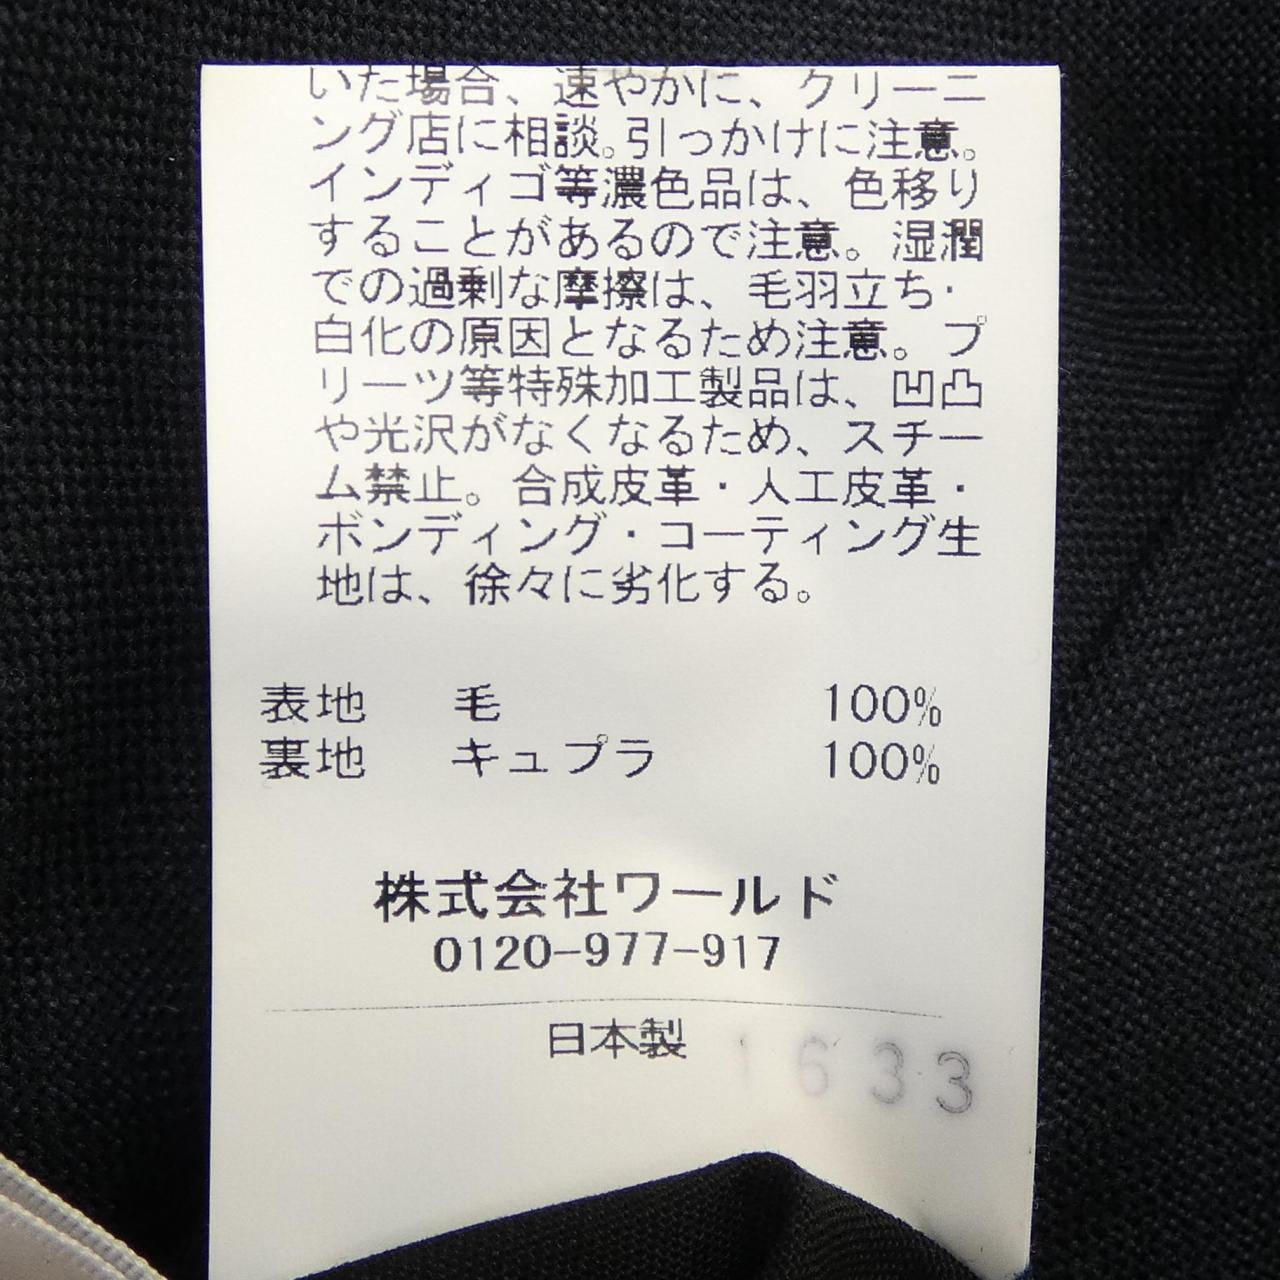 いた場合、速やかに、クリーニ
ング店に相談。引っかけに注意。
インディゴ等濃色品は、色移り
することがあるので注意。湿潤
での過剰な摩擦は、毛羽立ち・
白化の原因となるため注意。プ
リーツ等特殊加工製品は、凹凸
や光沢がなくなるため、スチー
ム禁止。合成皮革・人工皮革・
ボンディング・コーティング生
地は、徐々に劣化する。
表地 毛 100%
裏地 キュプラ 100%
株式会社ワールド
0120-977-917
日本製 1633